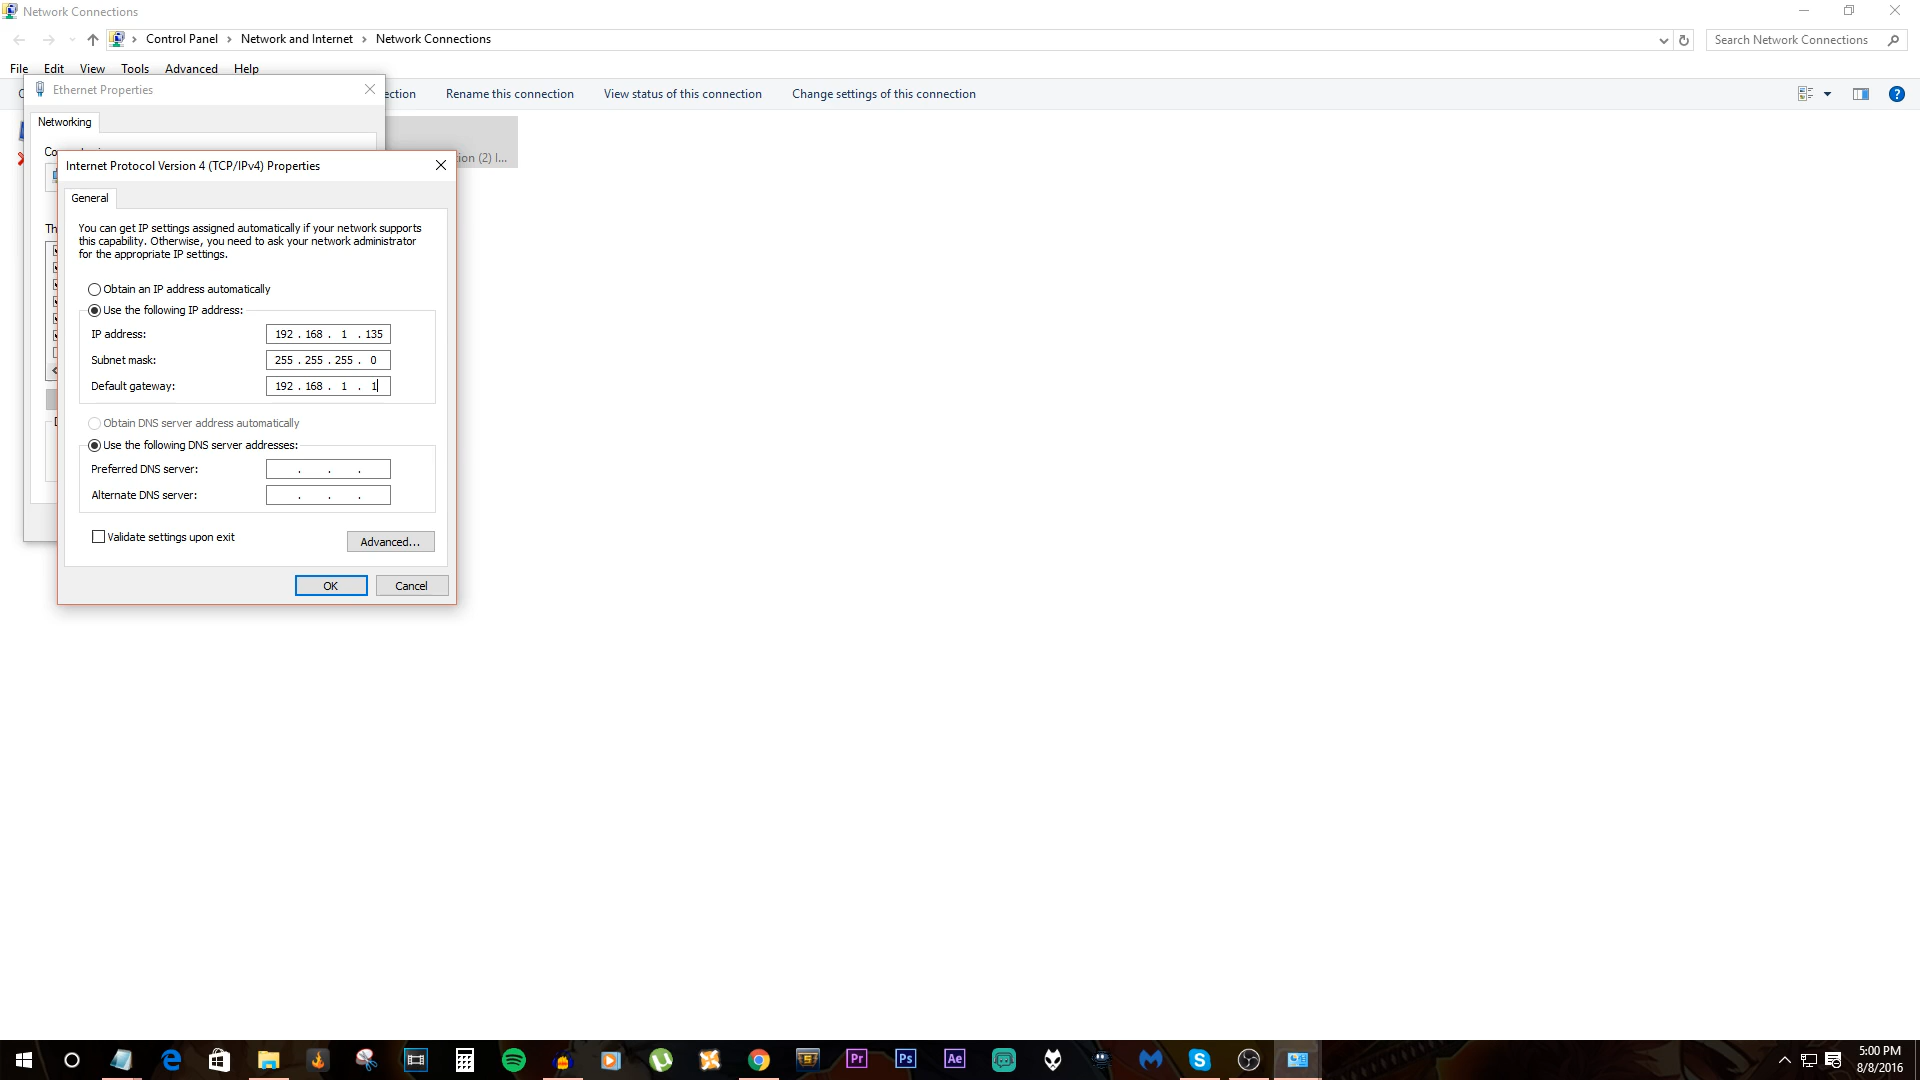 Network Connections
Control Panel > Network and Internet > Network Connections
Search Network Connections
File Edit View Tools Advanced Help
Ethernet Properties
Rename this connection View status of this connection Change settings of this connection
Networking
Internet Protocol Version 4 (TCP/IPv4) Properties
(2) I...
General
You can get IP settings assigned automatically if your network supports
this capability. Otherwise, you need to ask your network administrator
for the appropriate IP settings.
Obtain an IP address automatically
Use the following IP address:
IP address: 192 . 168 . 1 . 135
Subnet mask: 255 . 255 . 255 . 0
Default gateway: 192 . 168 . 1 . 1
Obtain DNS server address automatically
Use the following DNS server addresses:
Preferred DNS server: . . .
Alternate DNS server: . . .
Validate settings upon exit
Advanced...
OK Cancel
Pr Ps Ae
5:00 PM
8/8/2016